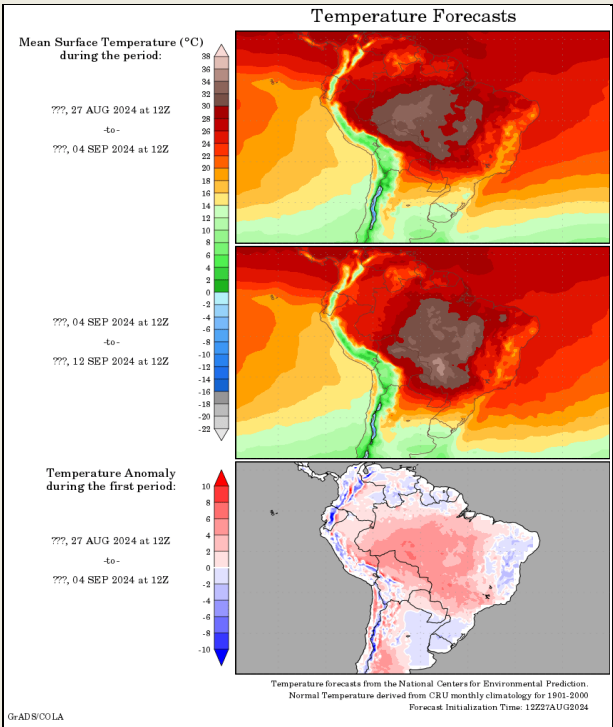 Temperature Forecasts
Mean Surface Temperature (°C)
during the period:
???, 27 AUG 2024 at 12Z
-to-
???, 04 SEP 2024 at 12Z
38
36
34
32
30
28
26
24
22
20
18
16
14
12
10
8
6
4
2
0
-2
-4
-6
-8
-10
-12
-14
-16
-18
-20
-22
???, 04 SEP 2024 at 12Z
-to-
???, 12 SEP 2024 at 12Z
Temperature Anomaly
during the first period:
???, 27 AUG 2024 at 12Z
-to-
???, 04 SEP 2024 at 12Z
10
8
6
4
2
0
-2
-4
-6
-8
-10
Temperature forecasts from the National Centers for Environmental Prediction.
Normal Temperature derived from CRU monthly climatology for 1901-2000
Forecast Initialization Time: 12Z27AUG2024
GrADS/COLA